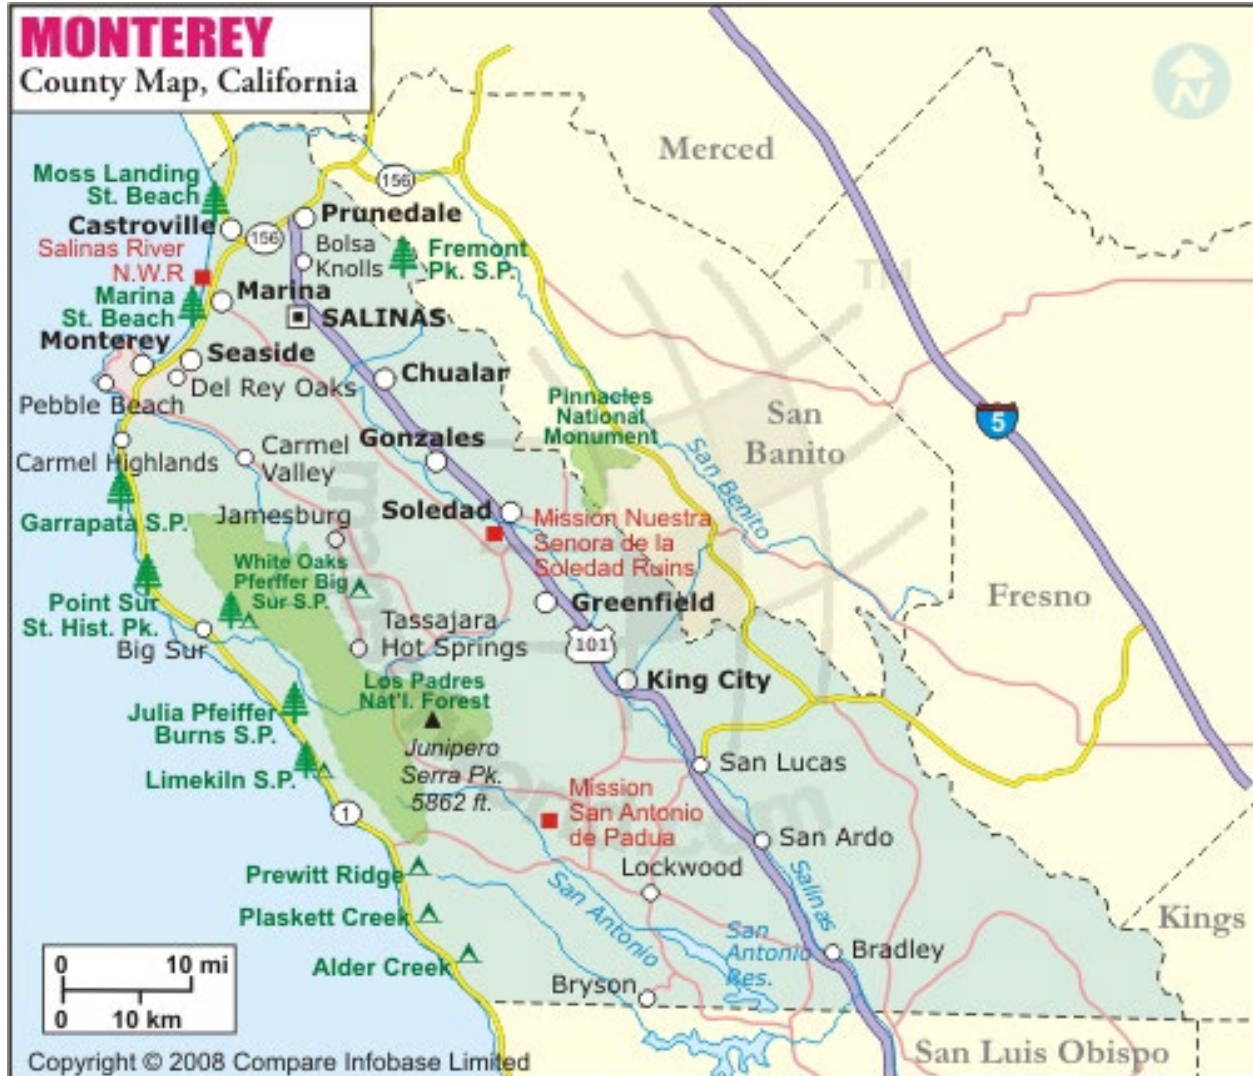 MONTEREY
County Map, California
N
Merced
Moss Landing
St. Beach
156
Castroville
Prunedale
156
Salinas River
N.W.R
Bolsa
Knolls
Fremont
Pk. S.P.
TM
Marina
St. Beach
Marina
SALINAS
Monterey
Seaside
Del Rey Oaks
Chualar
Pebble Beach
Pinnacles
National
Monument
San
Banito
5
Carmel Highlands
Carmel
Valley
Gonzales
San Benito
Garrapata S.P.
Jamesburg
Soledad
Mission Nuestra
Senora de la
Soledad Ruins
White Oaks
Pferffer Big
Sur S.P.
Point Sur
St. Hist. Pk.
Big Sur
Greenfield
Fresno
Tassajara
Hot Springs
101
King City
Los Padres
Nat'l. Forest
Julia Pfeiffer
Burns S.P.
Junipero
Serra Pk.
5862 ft.
San Lucas
Limekiln S.P.
1
Mission
San Antonio
de Padua
San Ardo
Prewitt Ridge
Lockwood
Salinas
Plaskett Creek
San Antonio
San
Antonio
Res.
Kings
Alder Creek
Bryson
Bradley
0 10 mi
0 10 km
San Luis Obispo
Copyright © 2008 Compare Infobase Limited